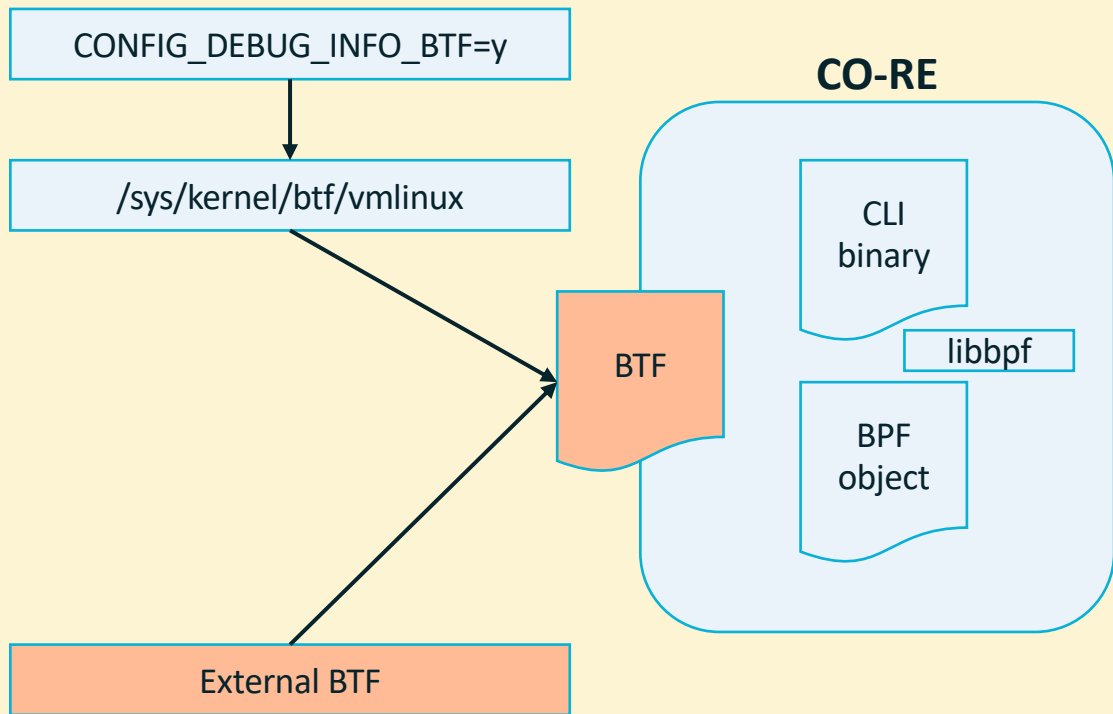 CONFIG_DEBUG_INFO_BTF=y
/sys/kernel/btf/vmlinux
CO-RE
CLI
binary
libbpf
BTF
BPF
object
External BTF